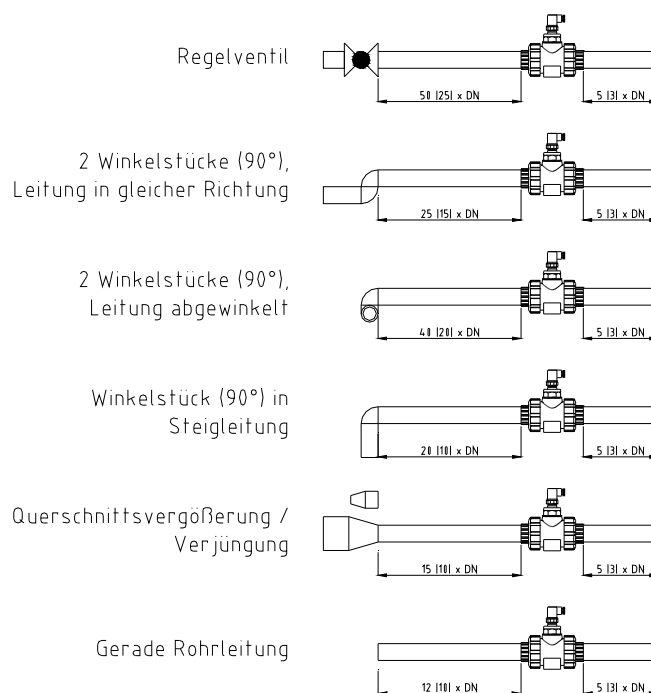 Regelventil
50 (25) x DN
5 (3) x DN
2 Winkelstücke (90°),
Leitung in gleicher Richtung
25 (15) x DN
5 (3) x DN
2 Winkelstücke (90°),
Leitung abgewinkelt
40 (20) x DN
5 (3) x DN
Winkelstück (90°) in
Steigleitung
20 (10) x DN
5 (3) x DN
Querschnittsvergößerung /
Verjüngung
15 (10) x DN
5 (3) x DN
Gerade Rohrleitung
12 (10) x DN
5 (3) x DN